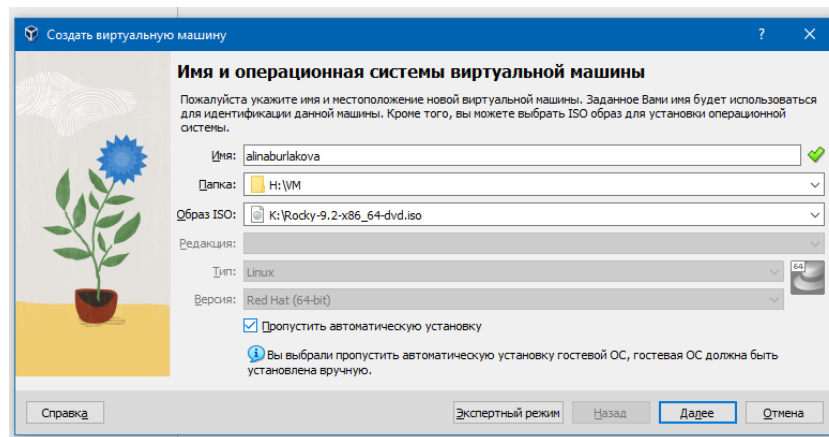 Создать виртуальную машину
?
Имя и операционная системы виртуальной машины
Пожалуйста укажите имя и местоположение новой виртуальной машины. Заданное Вами имя будет использоваться
для идентификации данной машины. Кроме того, вы можете выбрать ISO образ для установки операционной
системы.
Имя: alinaburlakova
Папка: H:\VM
Образ ISO: K:\Rocky-9.2-x86_64-dvd.iso
Редакция:
Тип: Linux
64
Версия: Red Hat (64-bit)
Пропустить автоматическую установку
Вы выбрали пропустить автоматическую установку гостевой ОС, гостевая ОС должна быть
установлена вручную.
Справка Экспертный режим Назад Далее Отмена